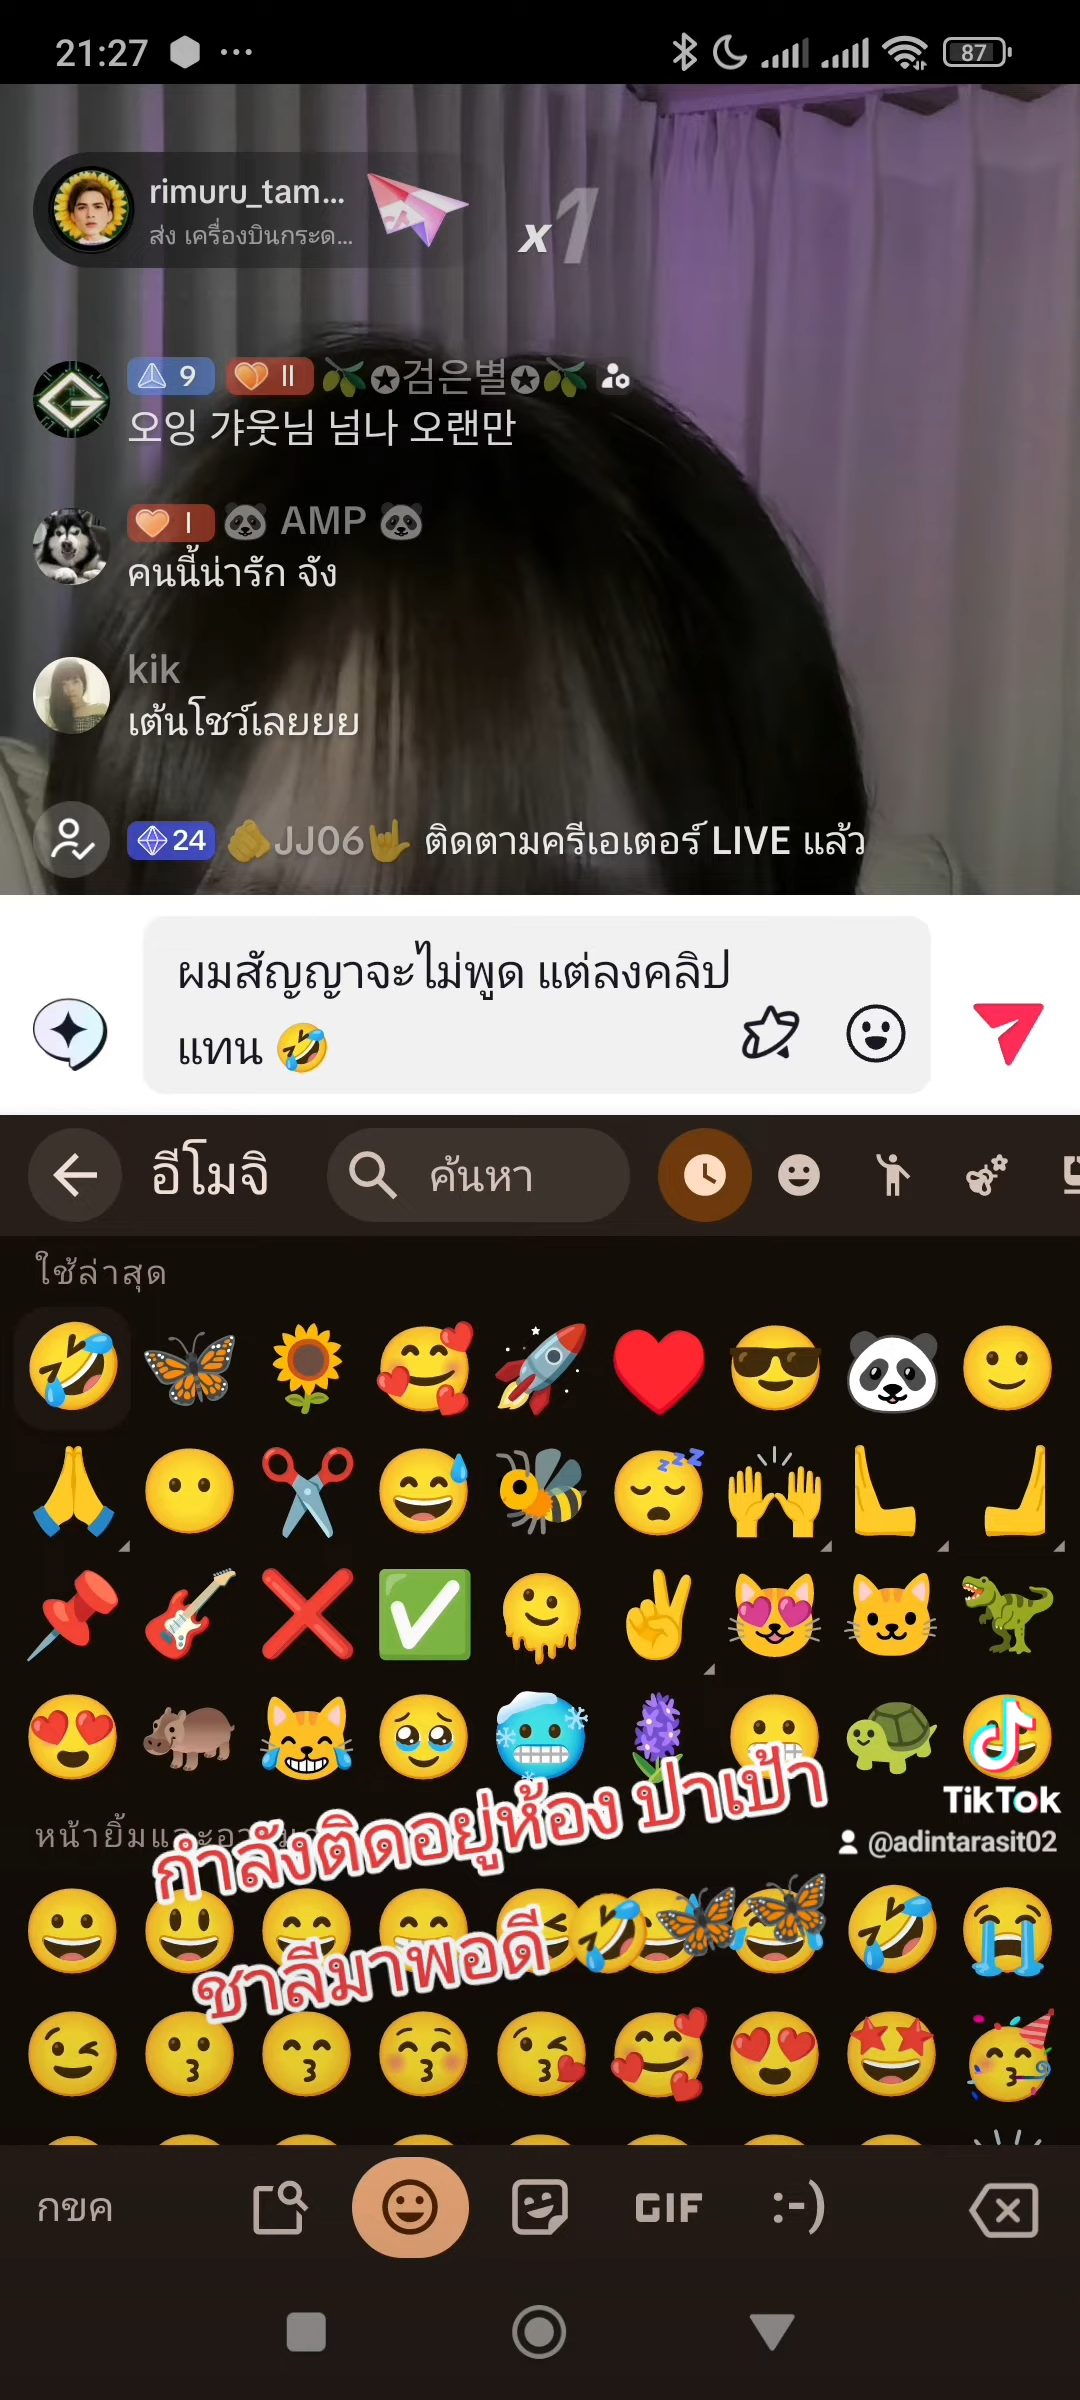 21:27
87
rimuru_tam...
ส่ง เครื่องบินกระด...
x1
9 II 검은별
오잉 갸웃님 넘나 오랜만
I AMP
คนนี้น่ารัก จัง
kik
เต้นโชว์เลยยย
24 JJ06 ติดตามครีเอเตอร์ LIVE แล้ว
ผมสัญญาจะไม่พูด แต่ลงคลิป
แทน 🤣
อีโมจิ
ค้นหา
ใช้ล่าสุด
TikTok
@adintarasit02
กำลังติดอยู่ห้อง ป่าเป้า
ชาลีมาพอดี 🤣🦋🦋
กขค
GIF
:-)